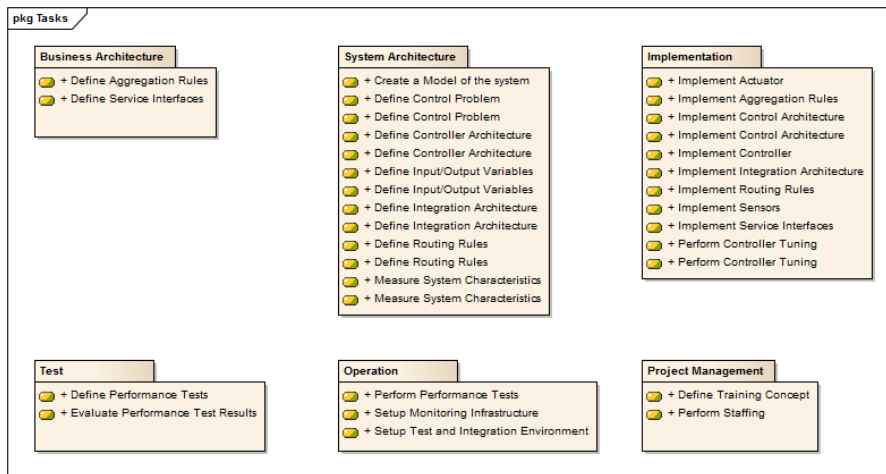 pkg Tasks
Business Architecture
+ Define Aggregation Rules
+ Define Service Interfaces
System Architecture
+ Create a Model of the system
+ Define Control Problem
+ Define Control Problem
+ Define Controller Architecture
+ Define Controller Architecture
+ Define Input/Output Variables
+ Define Input/Output Variables
+ Define Integration Architecture
+ Define Integration Architecture
+ Define Routing Rules
+ Define Routing Rules
+ Measure System Characteristics
+ Measure System Characteristics
Implementation
+ Implement Actuator
+ Implement Aggregation Rules
+ Implement Control Architecture
+ Implement Control Architecture
+ Implement Controller
+ Implement Integration Architecture
+ Implement Routing Rules
+ Implement Sensors
+ Implement Service Interfaces
+ Perform Controller Tuning
+ Perform Controller Tuning
Test
+ Define Performance Tests
+ Evaluate Performance Test Results
Operation
+ Perform Performance Tests
+ Setup Monitoring Infrastructure
+ Setup Test and Integration Environment
Project Management
+ Define Training Concept
+ Perform Staffing